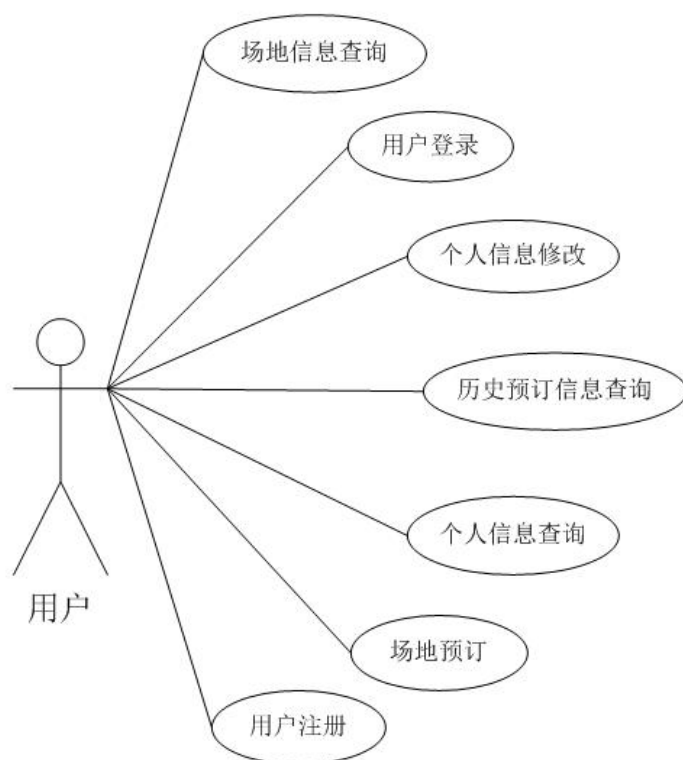 场地信息查询
用户登录
个人信息修改
历史预订信息查询
个人信息查询
用户
场地预订
用户注册